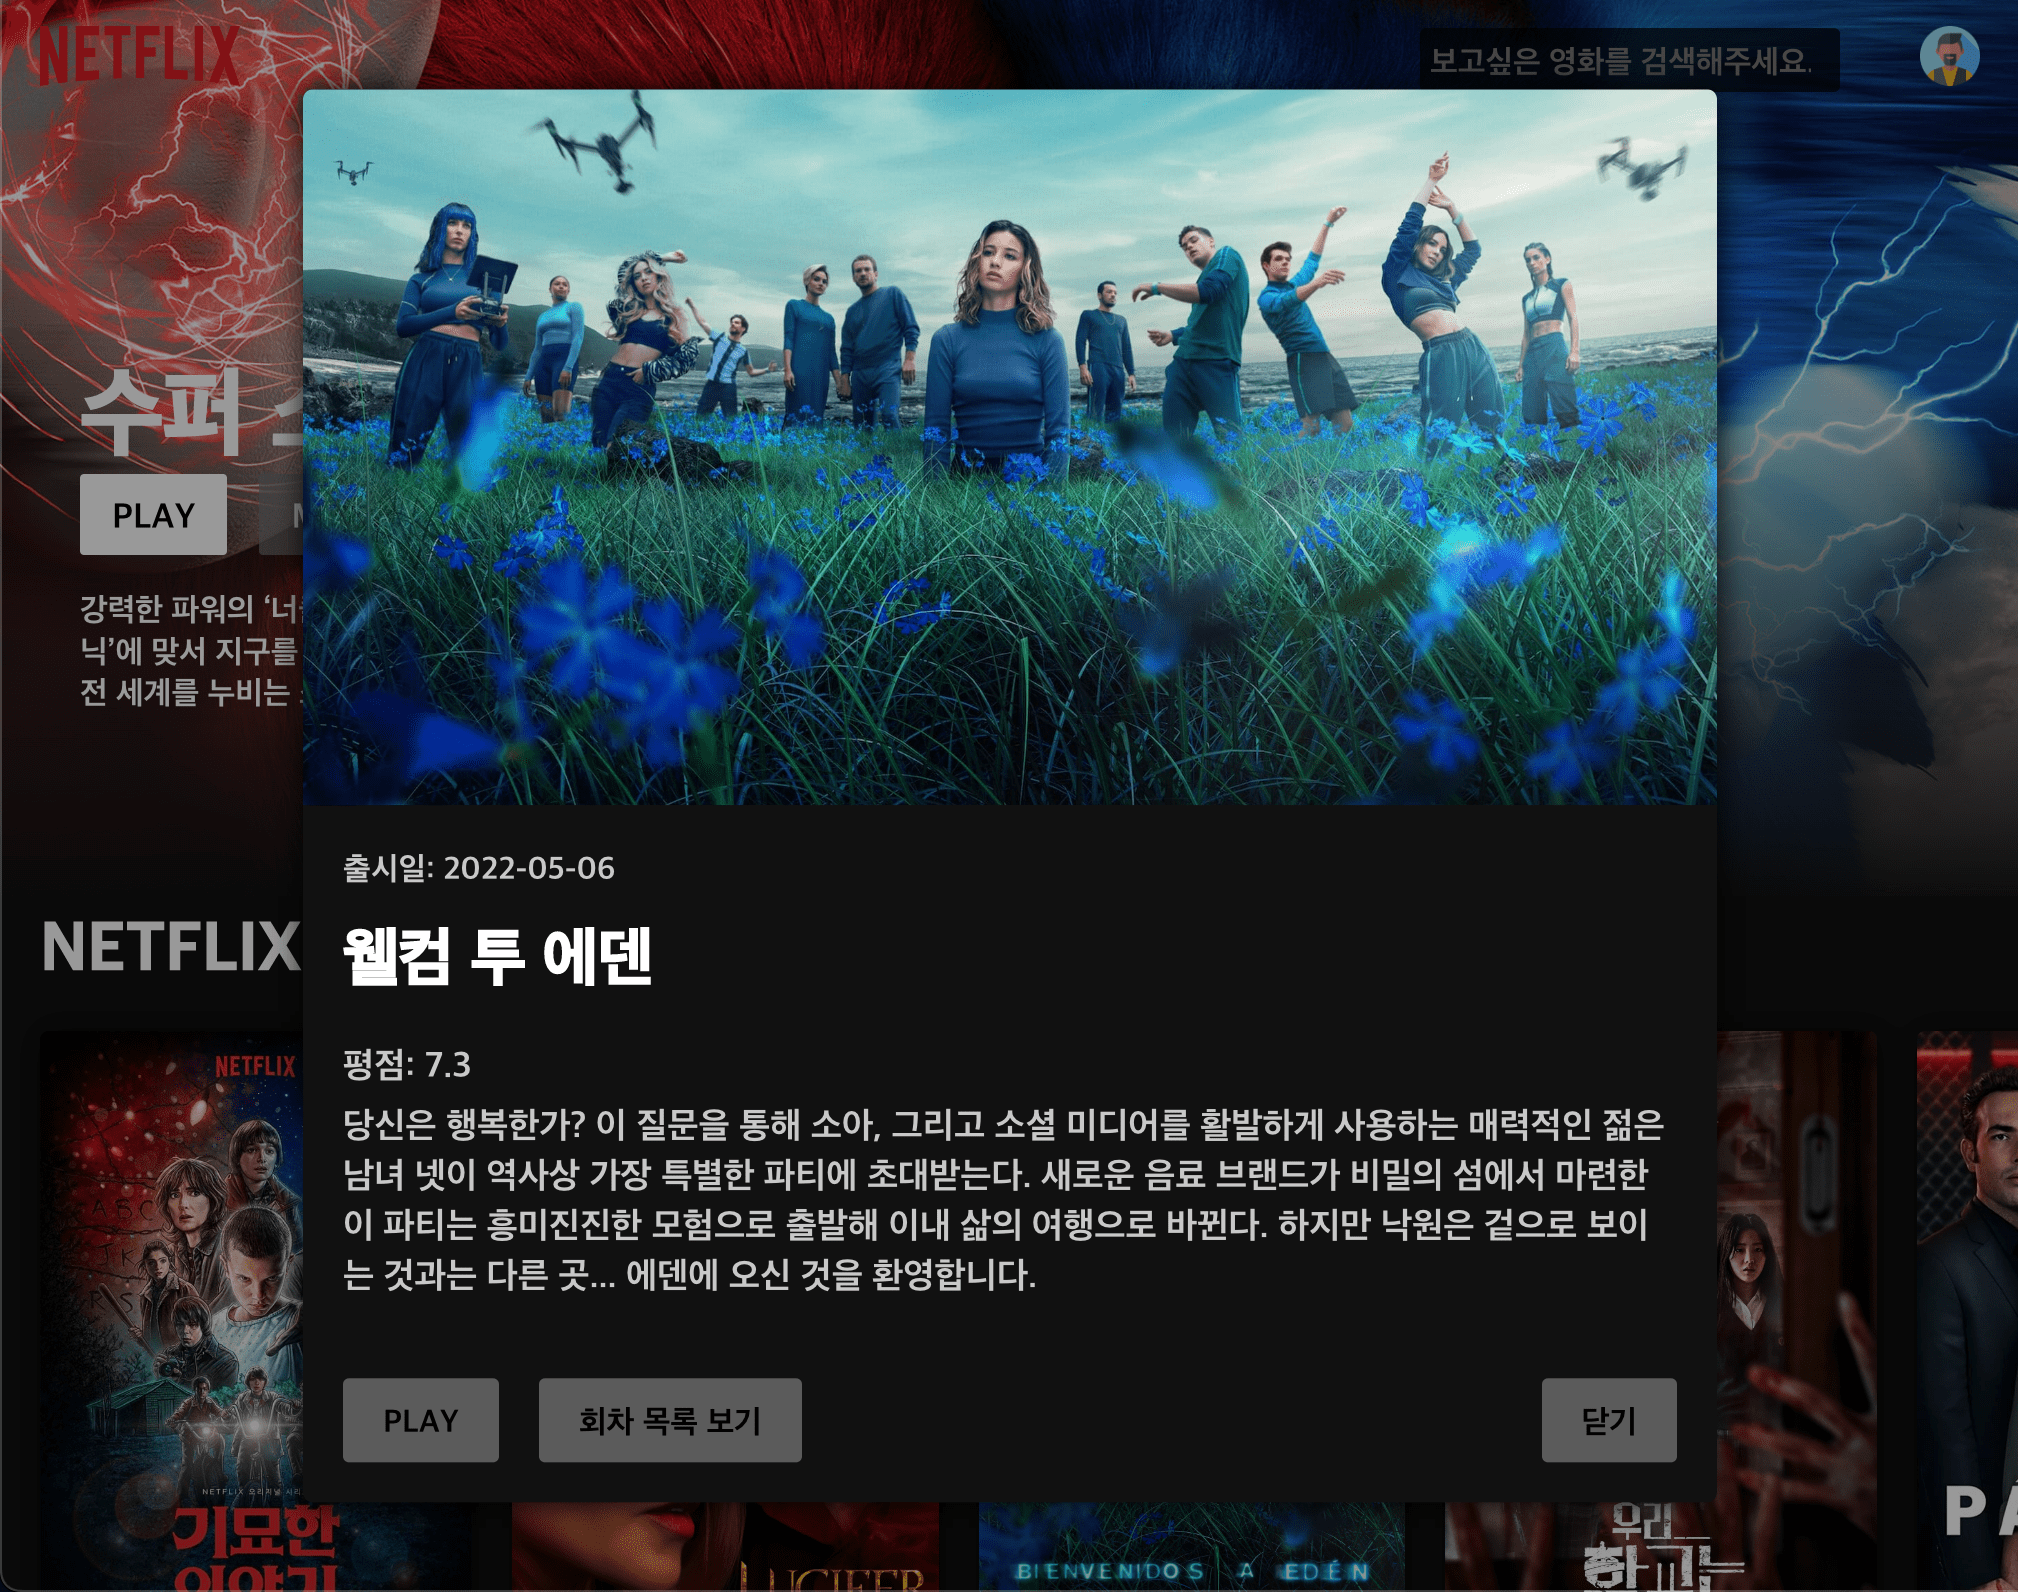 NETFLIX
보고싶은 영화를 검색해주세요.
수퍼
PLAY
강력한 파워의 ‘너
닉’에 맞서 지구를
전 세계를 누비는
출시일: 2022-05-06
NETFLIX
웰컴 투 에덴
평점: 7.3
당신은 행복한가? 이 질문을 통해 소아, 그리고 소셜 미디어를 활발하게 사용하는 매력적인 젊은
남녀 넷이 역사상 가장 특별한 파티에 초대받는다. 새로운 음료 브랜드가 비밀의 섬에서 마련한
이 파티는 흥미진진한 모험으로 출발해 이내 삶의 여행으로 바뀐다. 하지만 낙원은 겉으로 보이
는 것과는 다른 곳... 에덴에 오신 것을 환영합니다.
PLAY
회차 목록 보기
닫기
NETFLIX
ABC
NETFLIX 오리지널 시리
기묘한
이야기
LUCIFER
BIENVENIDOS A EDÉN
우리
학교는
PA